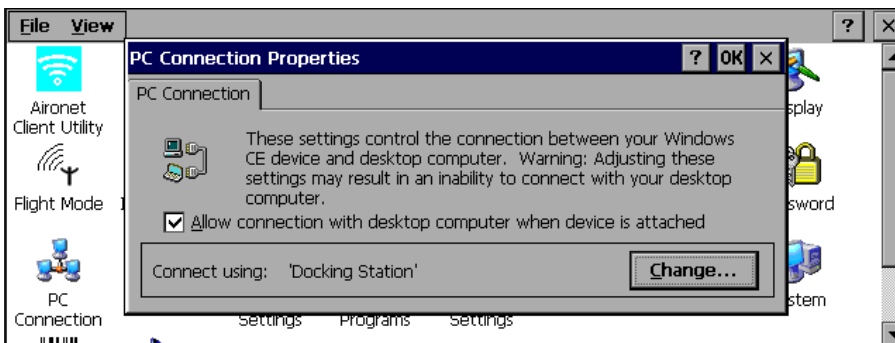 File View ?
PC Connection Properties ? OK
PC Connection
These settings control the connection between your Windows
CE device and desktop computer. Warning: Adjusting these
settings may result in an inability to connect with your desktop
computer.
Allow connection with desktop computer when device is attached
Connect using: 'Docking Station' Change...
Aironet
Client Utility
splay
Flight Mode
sword
PC
Connection
stem
Settings Programs Settings